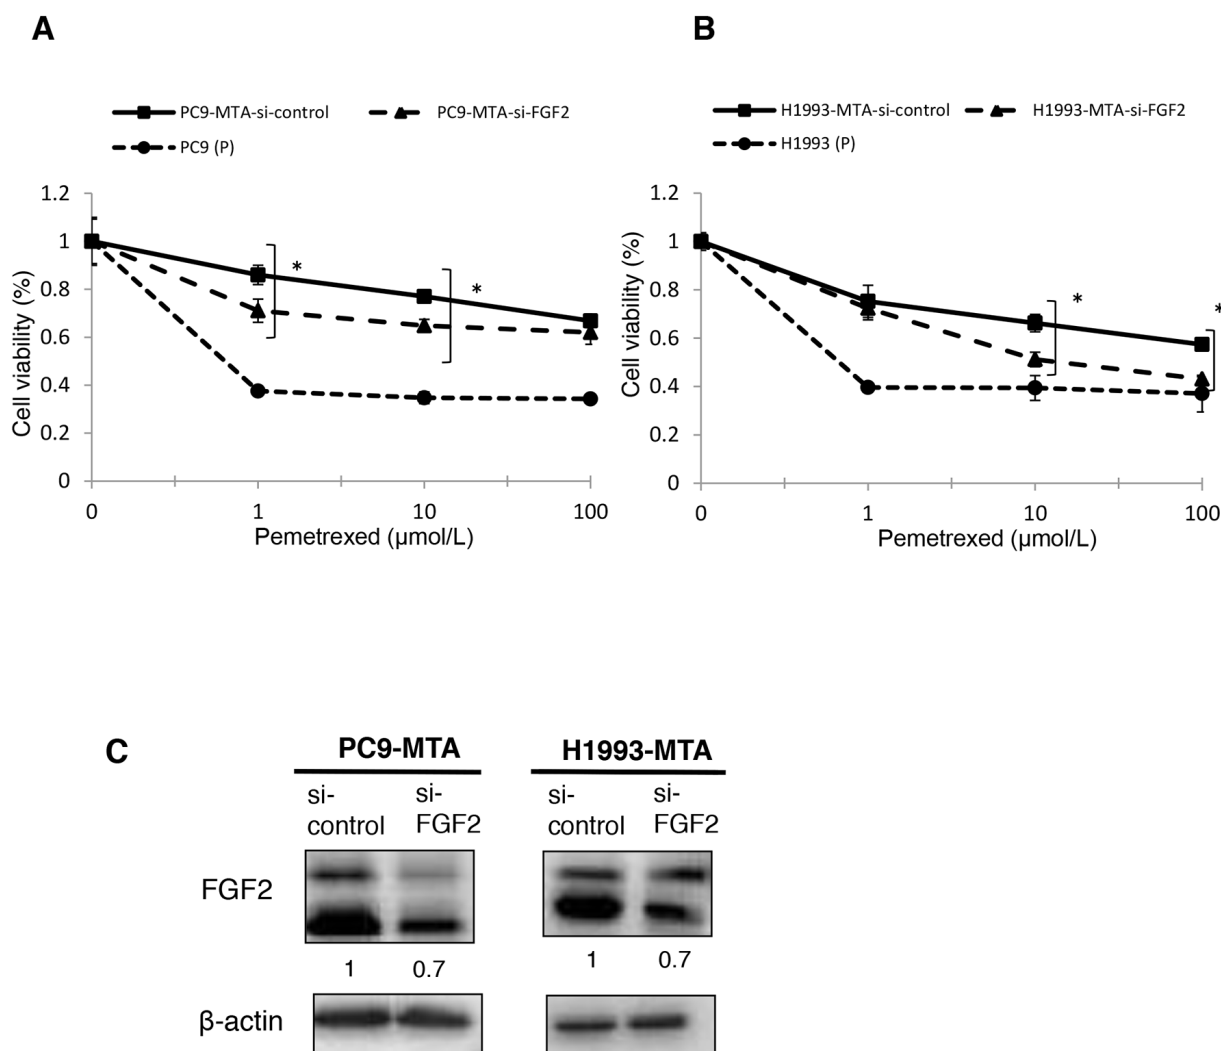 A
PC9-MTA-si-control PC9-MTA-si-FGF2
PC9 (P)
Cell viability (%)
1.2
1
0.8
0.6
0.4
0.2
0
* *
0 1 10 100
Pemetrexed (µmol/L)
B
H1993-MTA-si-control H1993-MTA-si-FGF2
H1993 (P)
Cell viability (%)
1.2
1
0.8
0.6
0.4
0.2
0
* *
0 1 10 100
Pemetrexed (µmol/L)
C
PC9-MTA H1993-MTA
si- si- si- si-
control FGF2 control FGF2
FGF2
1 0.7 1 0.7
β-actin